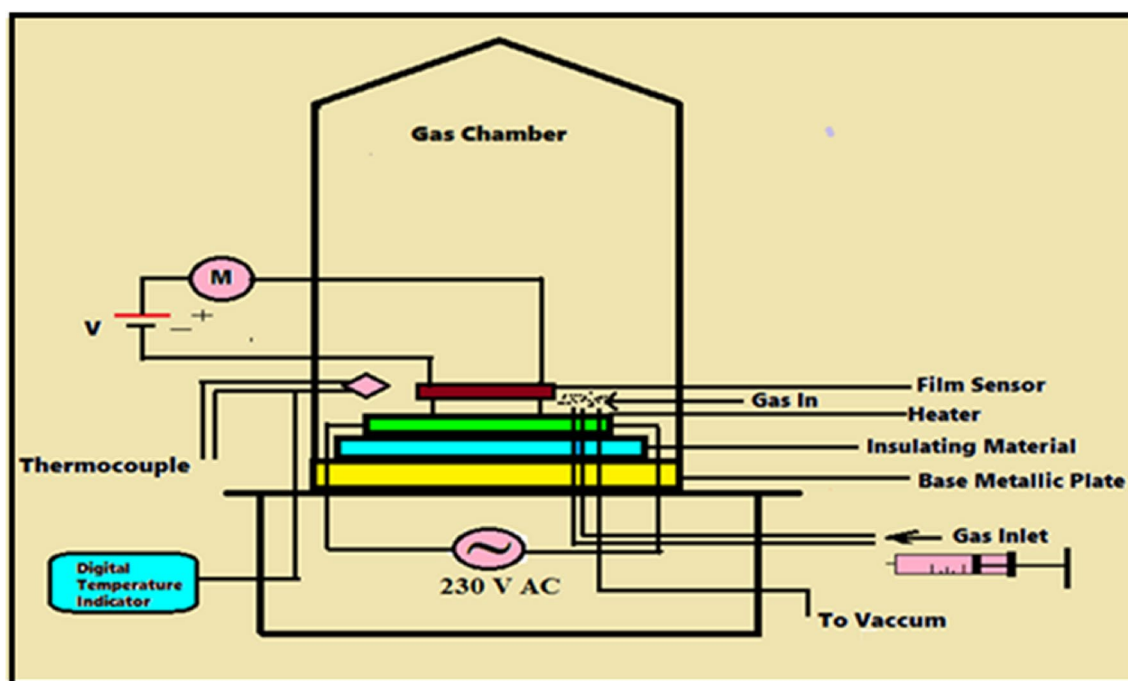 Gas Chamber
M
V
+
—
Film Sensor
Gas In
Heater
Thermocouple
Insulating Material
Base Metallic Plate
Gas Inlet
Digital
Temperature
Indicator
~
230 V AC
To Vaccum